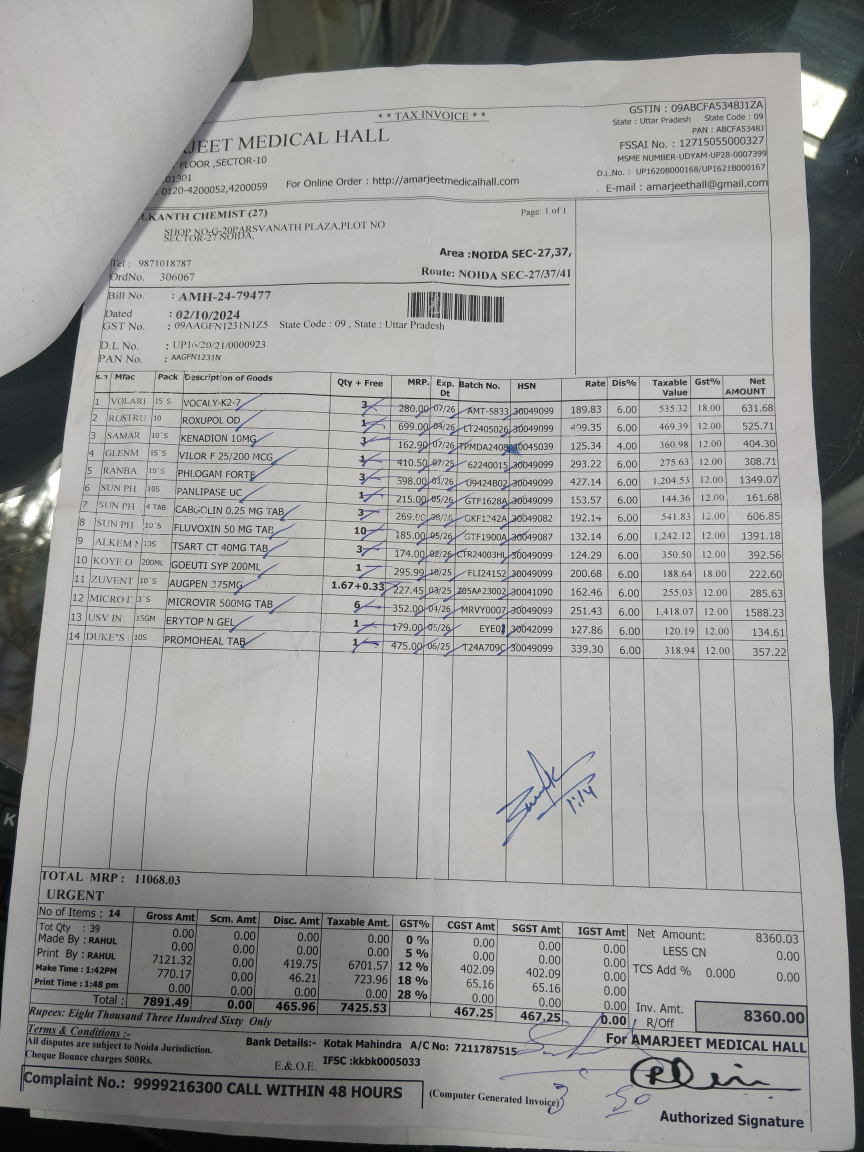 * * TAX INVOICE * *
GSTIN : 09ABCFA5348J1ZA
State : Uttar Pradesh State Code : 09
PAN : ABCFA5348J
FSSAI No. : 12715055000327
MSME NUMBER-UDYAM-UP28-0007399
D.L.No. : UP1620B000168/UP1621B000167
E-mail : amarjeethall@gmail.com
RJEET MEDICAL HALL
FLOOR ,SECTOR-10
01301
0120-4200052,4200059 For Online Order : http://amarjeetmedicalhall.com
LKANTH CHEMIST (27) Page: 1 of 1
SHOP NO-G-20PARSVANATH PLAZA,PLOT NO
SECTOR-27 NOIDA,
Area :NOIDA SEC-27,37,
Tel : 9871018787
OrdNo. 306067 Route: NOIDA SEC-27/37/41
Bill No. : AMH-24-79477
Dated : 02/10/2024
GST No. : 09AAGFN1231N1Z5 State Code : 09 , State : Uttar Pradesh
D.L No. : UP16/20/21/0000923
PAN No. : AAGFN1231N
s.n Mfac Pack Description of Goods Qty + Free MRP. Exp. Dt Batch No. HSN Rate Dis% Taxable Value Gst% Net AMOUNT
1 VOLARI 15`S VOCALY-K2-7 3 280.00 07/26 AMT-5833 30049099 189.83 6.00 535.32 18.00 631.68
2 ROSTRU 10 ROXUPOL OD 1 699.00 04/26 LT2405026 30049099 6.00 469.39 12.00 525.71
3 SAMAR 10`S KENADION 10MG 3 162.90 07/26 TPMDA2408 125.34 4.00 360.98 12.00 404.30
4 GLENM 15`S VILOR F 25/200 MCG 1 410.50 07/25 62240015 30049099 293.22 6.00 275.63 12.00 308.71
5 RANBA 10`S PHLOGAM FORTE 3 598.00 01/26 U9424B02 30049099 427.14 6.00 1,204.53 12.00 1349.07
6 SUN PH 10S PANLIPASE UC 1 215.00 05/26 GTF1628A 30049099 153.57 6.00 144.36 12.00 161.68
7 SUN PH 4 TAB CABGOLIN 0.25 MG TAB 3 269.00 GKF1242A 30049082 192.14 6.00 541.83 12.00 606.85
8 SUN PH 10`S FLUVOXIN 50 MG TAB 10 185.00 05/26 GTF1900A 30049087 132.14 6.00 1,242.12 12.00 1391.18
9 ALKEM N 10S TSART CT 40MG TAB 3 174.00 02/26 CTR24003HL 30049099 124.29 6.00 350.50 12.00 392.56
10 KOYE O 200ML GOEUTI SYP 200ML 1 295.99 10/25 FLI24152 30049099 200.68 6.00 188.64 18.00 222.60
11 ZUVENT 10`S AUGPEN 375MG 1.67+0.33 227.45 03/25 Z05AA23002 30041090 162.46 6.00 255.03 12.00 285.63
12 MICRO I 3`S MICROVIR 500MG TAB 6 352.00 04/26 MRVY0007 30049099 251.43 6.00 1,418.07 12.00 1588.23
13 USV IN 15GM ERYTOP N GEL 1 179.00 05/26 30042099 127.86 6.00 120.19 12.00 134.61
14 DUKE"S 10S PROMOHEAL TAB 1 475.00 06/25 T24A709C 30049099 339.30 6.00 318.94 12.00 357.22
1:14
TOTAL MRP : 11068.03
URGENT
No of Items : 14 Gross Amt Scm. Amt Disc. Amt Taxable Amt. GST% CGST Amt SGST Amt IGST Amt Net Amount: 8360.03
Tot Qty : 39 0.00 0.00 0.00 0.00 0 % 0.00 0.00 0.00 LESS CN 0.00
Made By : RAHUL 0.00 0.00 0.00 0.00 5 % 0.00 0.00 0.00
Print By : RAHUL 7121.32 0.00 419.75 6701.57 12 % 402.09 402.09 0.00 TCS Add % 0.000 0.00
Make Time : 1:42PM 770.17 0.00 46.21 723.96 18 % 65.16 65.16 0.00
Print Time : 1:48 pm 0.00 0.00 0.00 0.00 28 % 0.00 0.00 0.00
Total : 7891.49 0.00 465.96 7425.53 467.25 467.25 0.00 Inv. Amt. R/Off 8360.00
Rupees: Eight Thousand Three Hundred Sixty Only
For AMARJEET MEDICAL HALL
Terms & Conditions :-
All disputes are subject to Noida Jurisdiction.
Cheque Bounce charges 500Rs.
Bank Details:- Kotak Mahindra A/C No: 7211787515
E.& O.E. IFSC :kkbk0005033
Complaint No.: 9999216300 CALL WITHIN 48 HOURS
(Computer Generated Invoice)
Authorized Signature